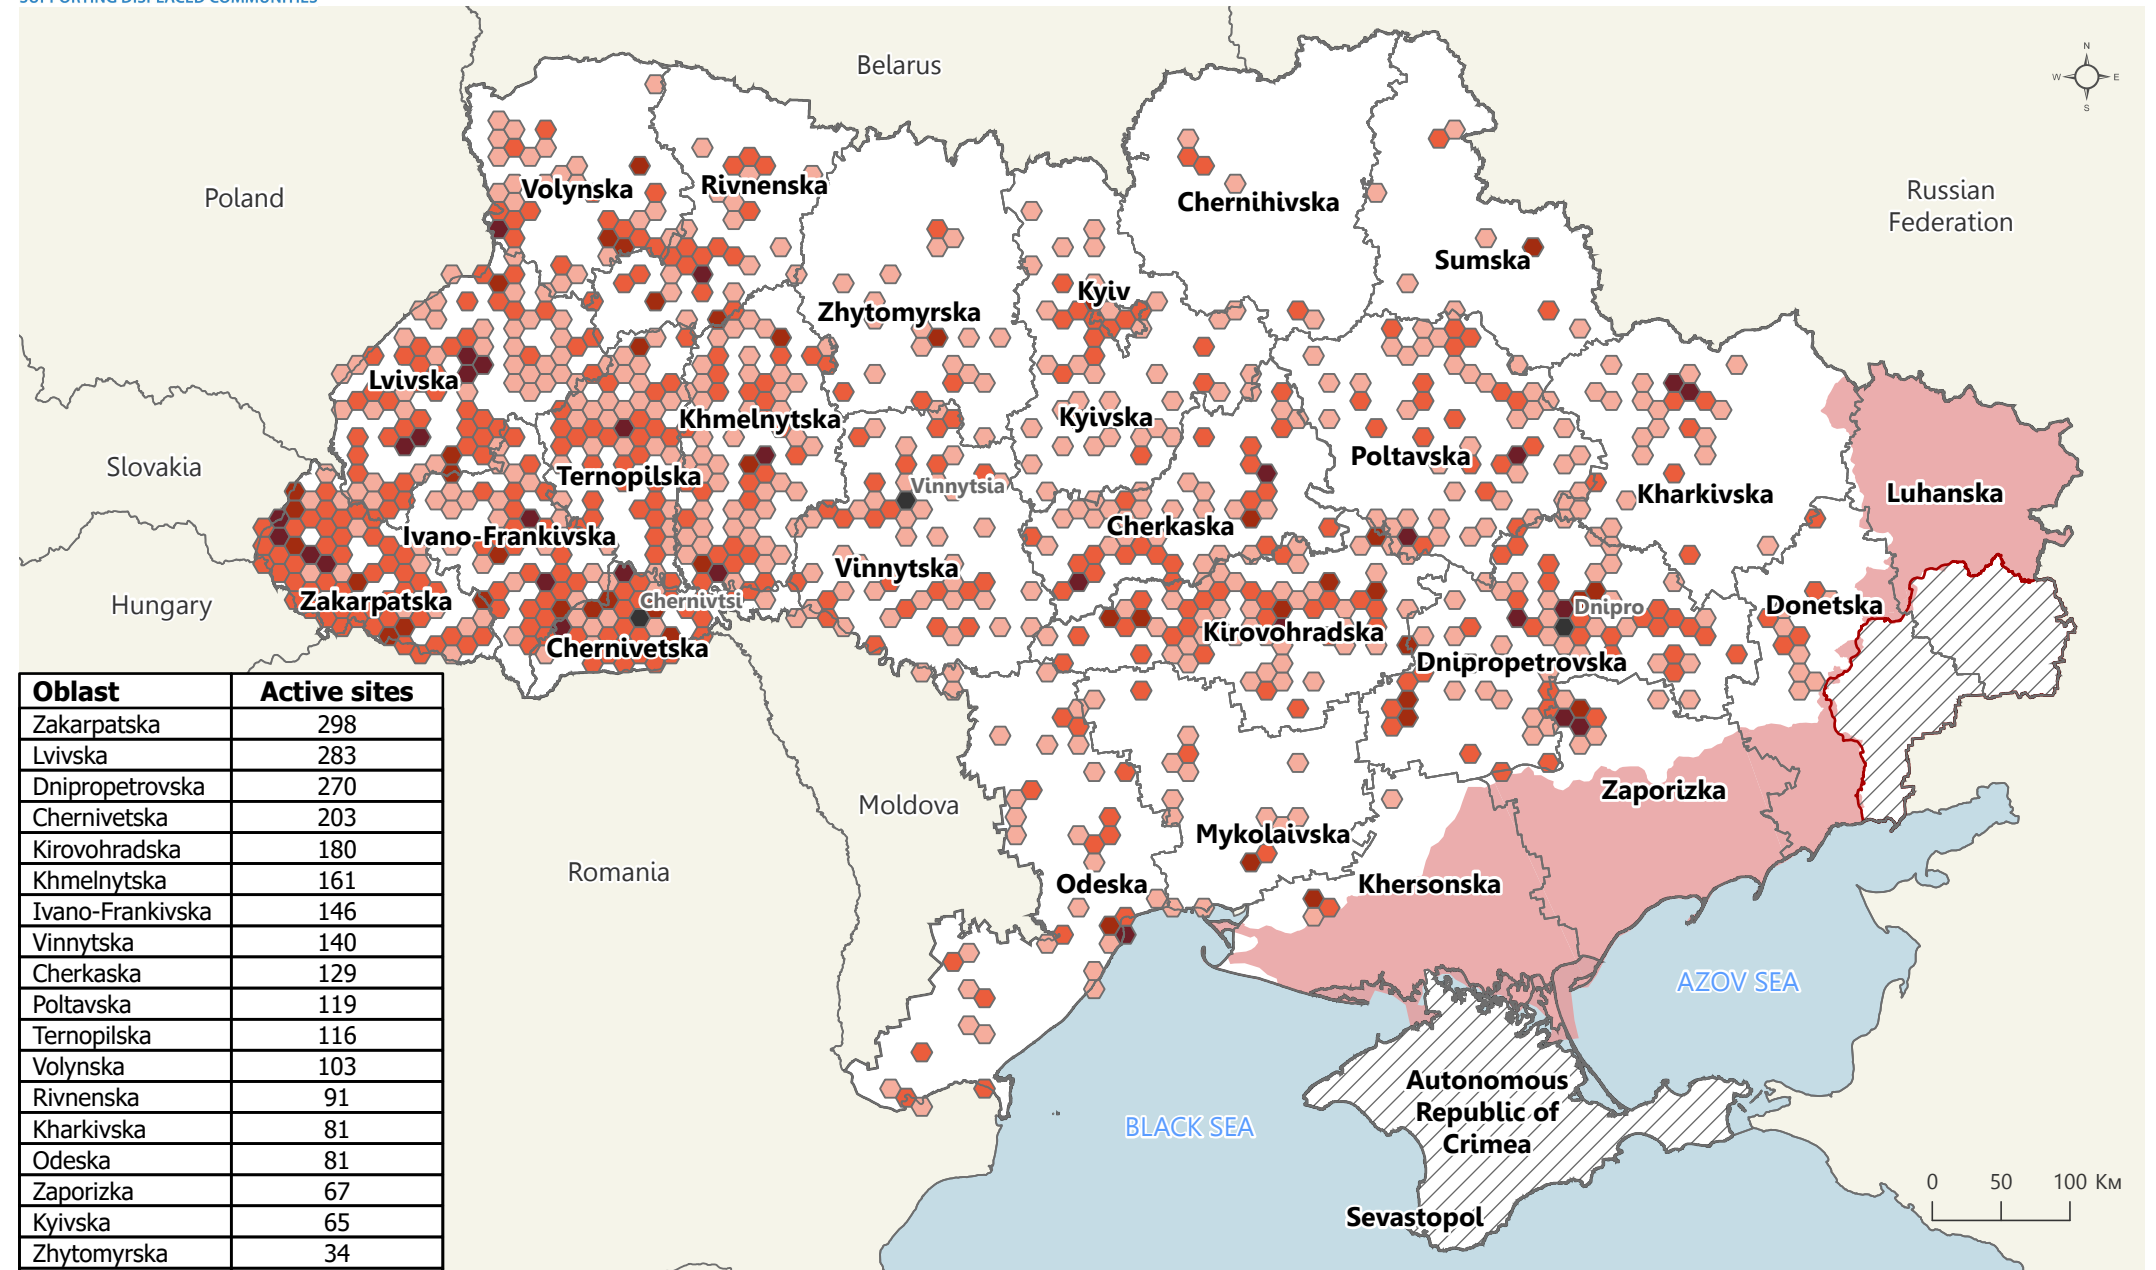 SUPPORTING DISPLACED COMMUNITIES
Belarus
N
W E
S
Poland
Volynska
Rivnenska
Chernihivska
Russian
Federation
Sumska
Kyiv
Zhytomyrska
Lvivska
Khmelnytska
Kyivska
Slovakia
Ternopilska
Poltavska
Vinnytsia
Kharkivska
Luhanska
Ivano-Frankivska
Cherkaska
Vinnytska
Hungary
Zakarpatska
Chernivtsi
Dnipro
Donetska
Chernivetska
Kirovohradska
Dnipropetrovska
Oblast Active sites
Zakarpatska 298
Lvivska 283
Dnipropetrovska 270
Chernivetska 203
Kirovohradska 180
Khmelnytska 161
Ivano-Frankivska 146
Vinnytska 140
Cherkaska 129
Poltavska 119
Ternopilska 116
Volynska 103
Rivnenska 91
Kharkivska 81
Odeska 81
Zaporizka 67
Kyivska 65
Zhytomyrska 34
Moldova
Zaporizka
Mykolaivska
Romania
Odeska
Khersonska
AZOV SEA
Autonomous
Republic of
Crimea
BLACK SEA
Sevastopol
0 50 100 Км